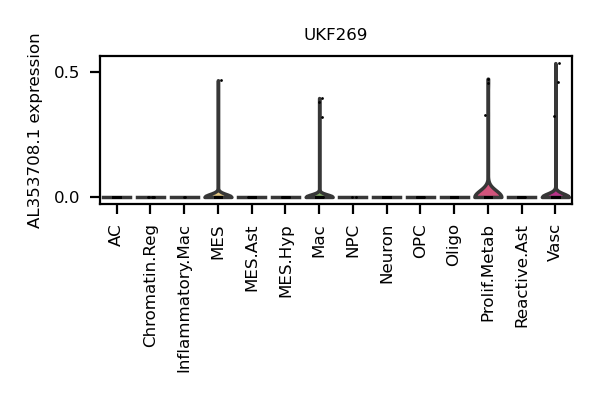 UKF269
AL353708.1 expression
0.5
0.0
AC
Chromatin.Reg
Inflammatory.Mac
MES
MES.Ast
MES.Hyp
Mac
NPC
Neuron
OPC
Oligo
Prolif.Metab
Reactive.Ast
Vasc